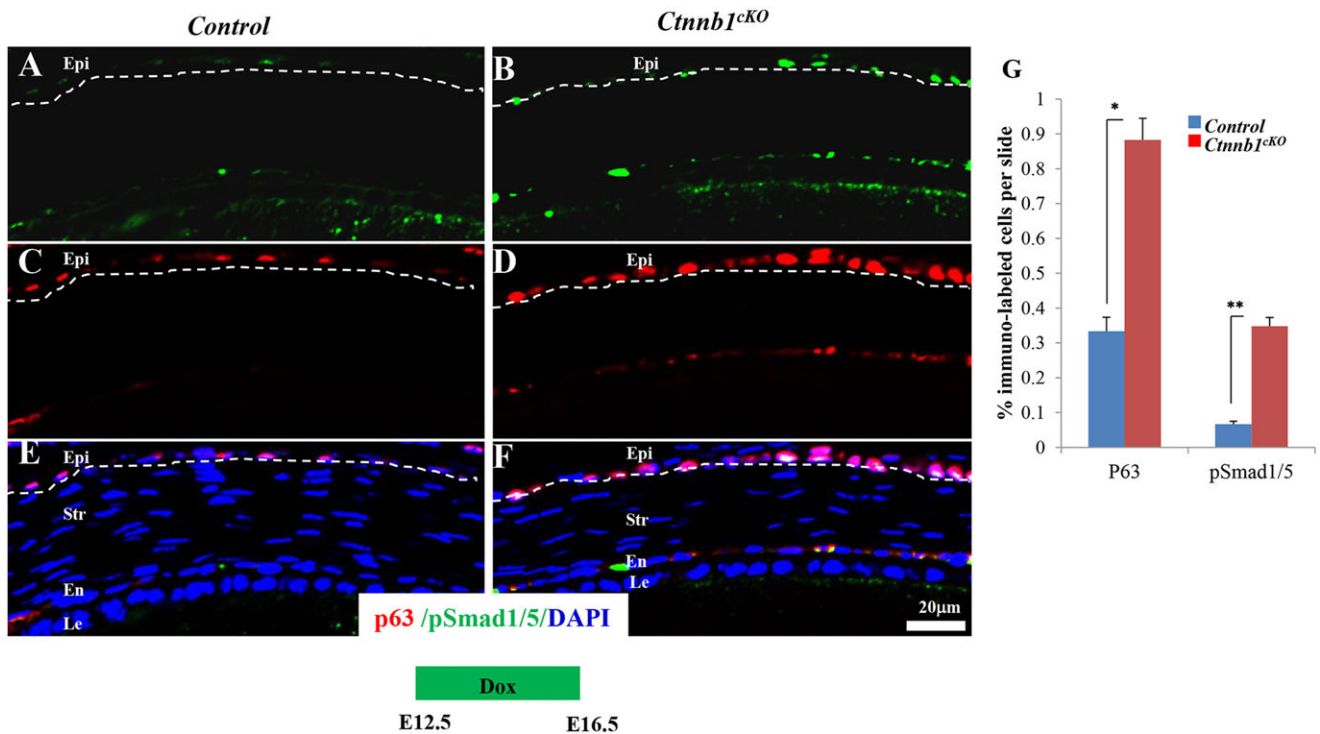 Control
Ctnnb1cKO
A
Epi
B
Epi
C
Epi
D
Epi
E
Epi
Str
En
Le
F
Epi
Str
En
Le
p63 /pSmad1/5/DAPI
20μm
Dox
E12.5
E16.5
G
% immuno-labeled cells per slide
1
0.9
0.8
0.7
0.6
0.5
0.4
0.3
0.2
0.1
0
*
**
Control
Ctnnb1cKO
P63
pSmad1/5